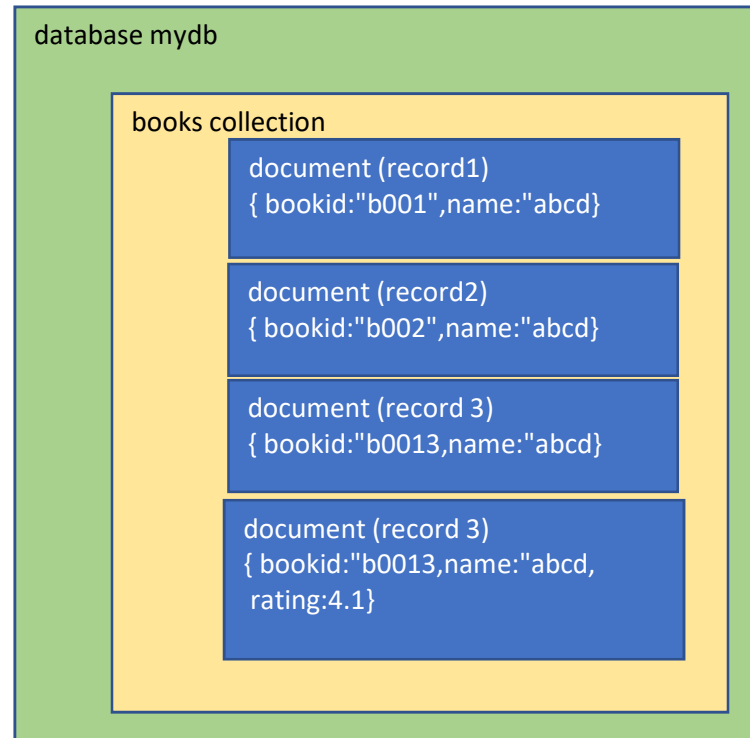 database mydb
books collection
document (record1)
{ bookid:"b001",name:"abcd}
document (record2)
{ bookid:"b002",name:"abcd}
document (record 3)
{ bookid:"b0013,name:"abcd}
document (record 3)
{ bookid:"b0013,name:"abcd,
rating:4.1}